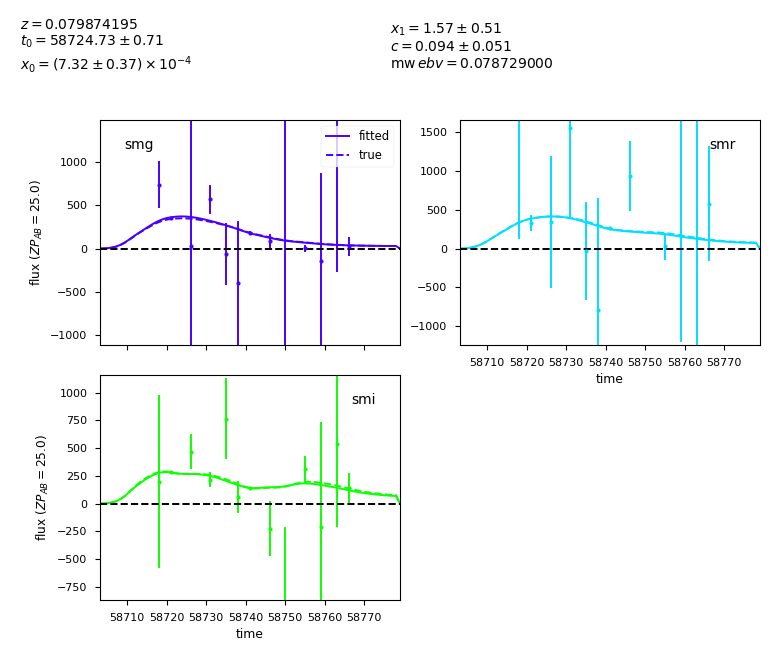 z = 0.079874195
t₀ = 58724.73 ± 0.71
x₀ = (7.32 ± 0.37) × 10⁻⁴
x₁ = 1.57 ± 0.51
c = 0.094 ± 0.051
mw ebv = 0.078729000
smg
fitted
true
1000
500
0
−500
−1000
flux (ZP_AB = 25.0)
smr
1500
1000
500
0
−500
−1000
58710 58720 58730 58740 58750 58760 58770
time
smi
1000
750
500
250
0
−250
−500
−750
flux (ZP_AB = 25.0)
58710 58720 58730 58740 58750 58760 58770
time